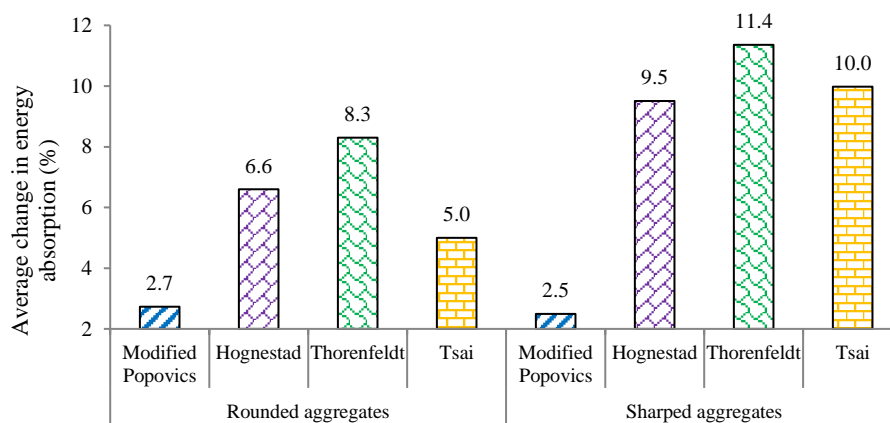 Average change in energy
absorption (%)
12
10
8
6
4
2
2.7
6.6
8.3
5.0
2.5
9.5
11.4
10.0
Modified
Popovics
Hognestad
Thorenfeldt
Tsai
Modified
Popovics
Hognestad
Thorenfeldt
Tsai
Rounded aggregates
Sharped aggregates